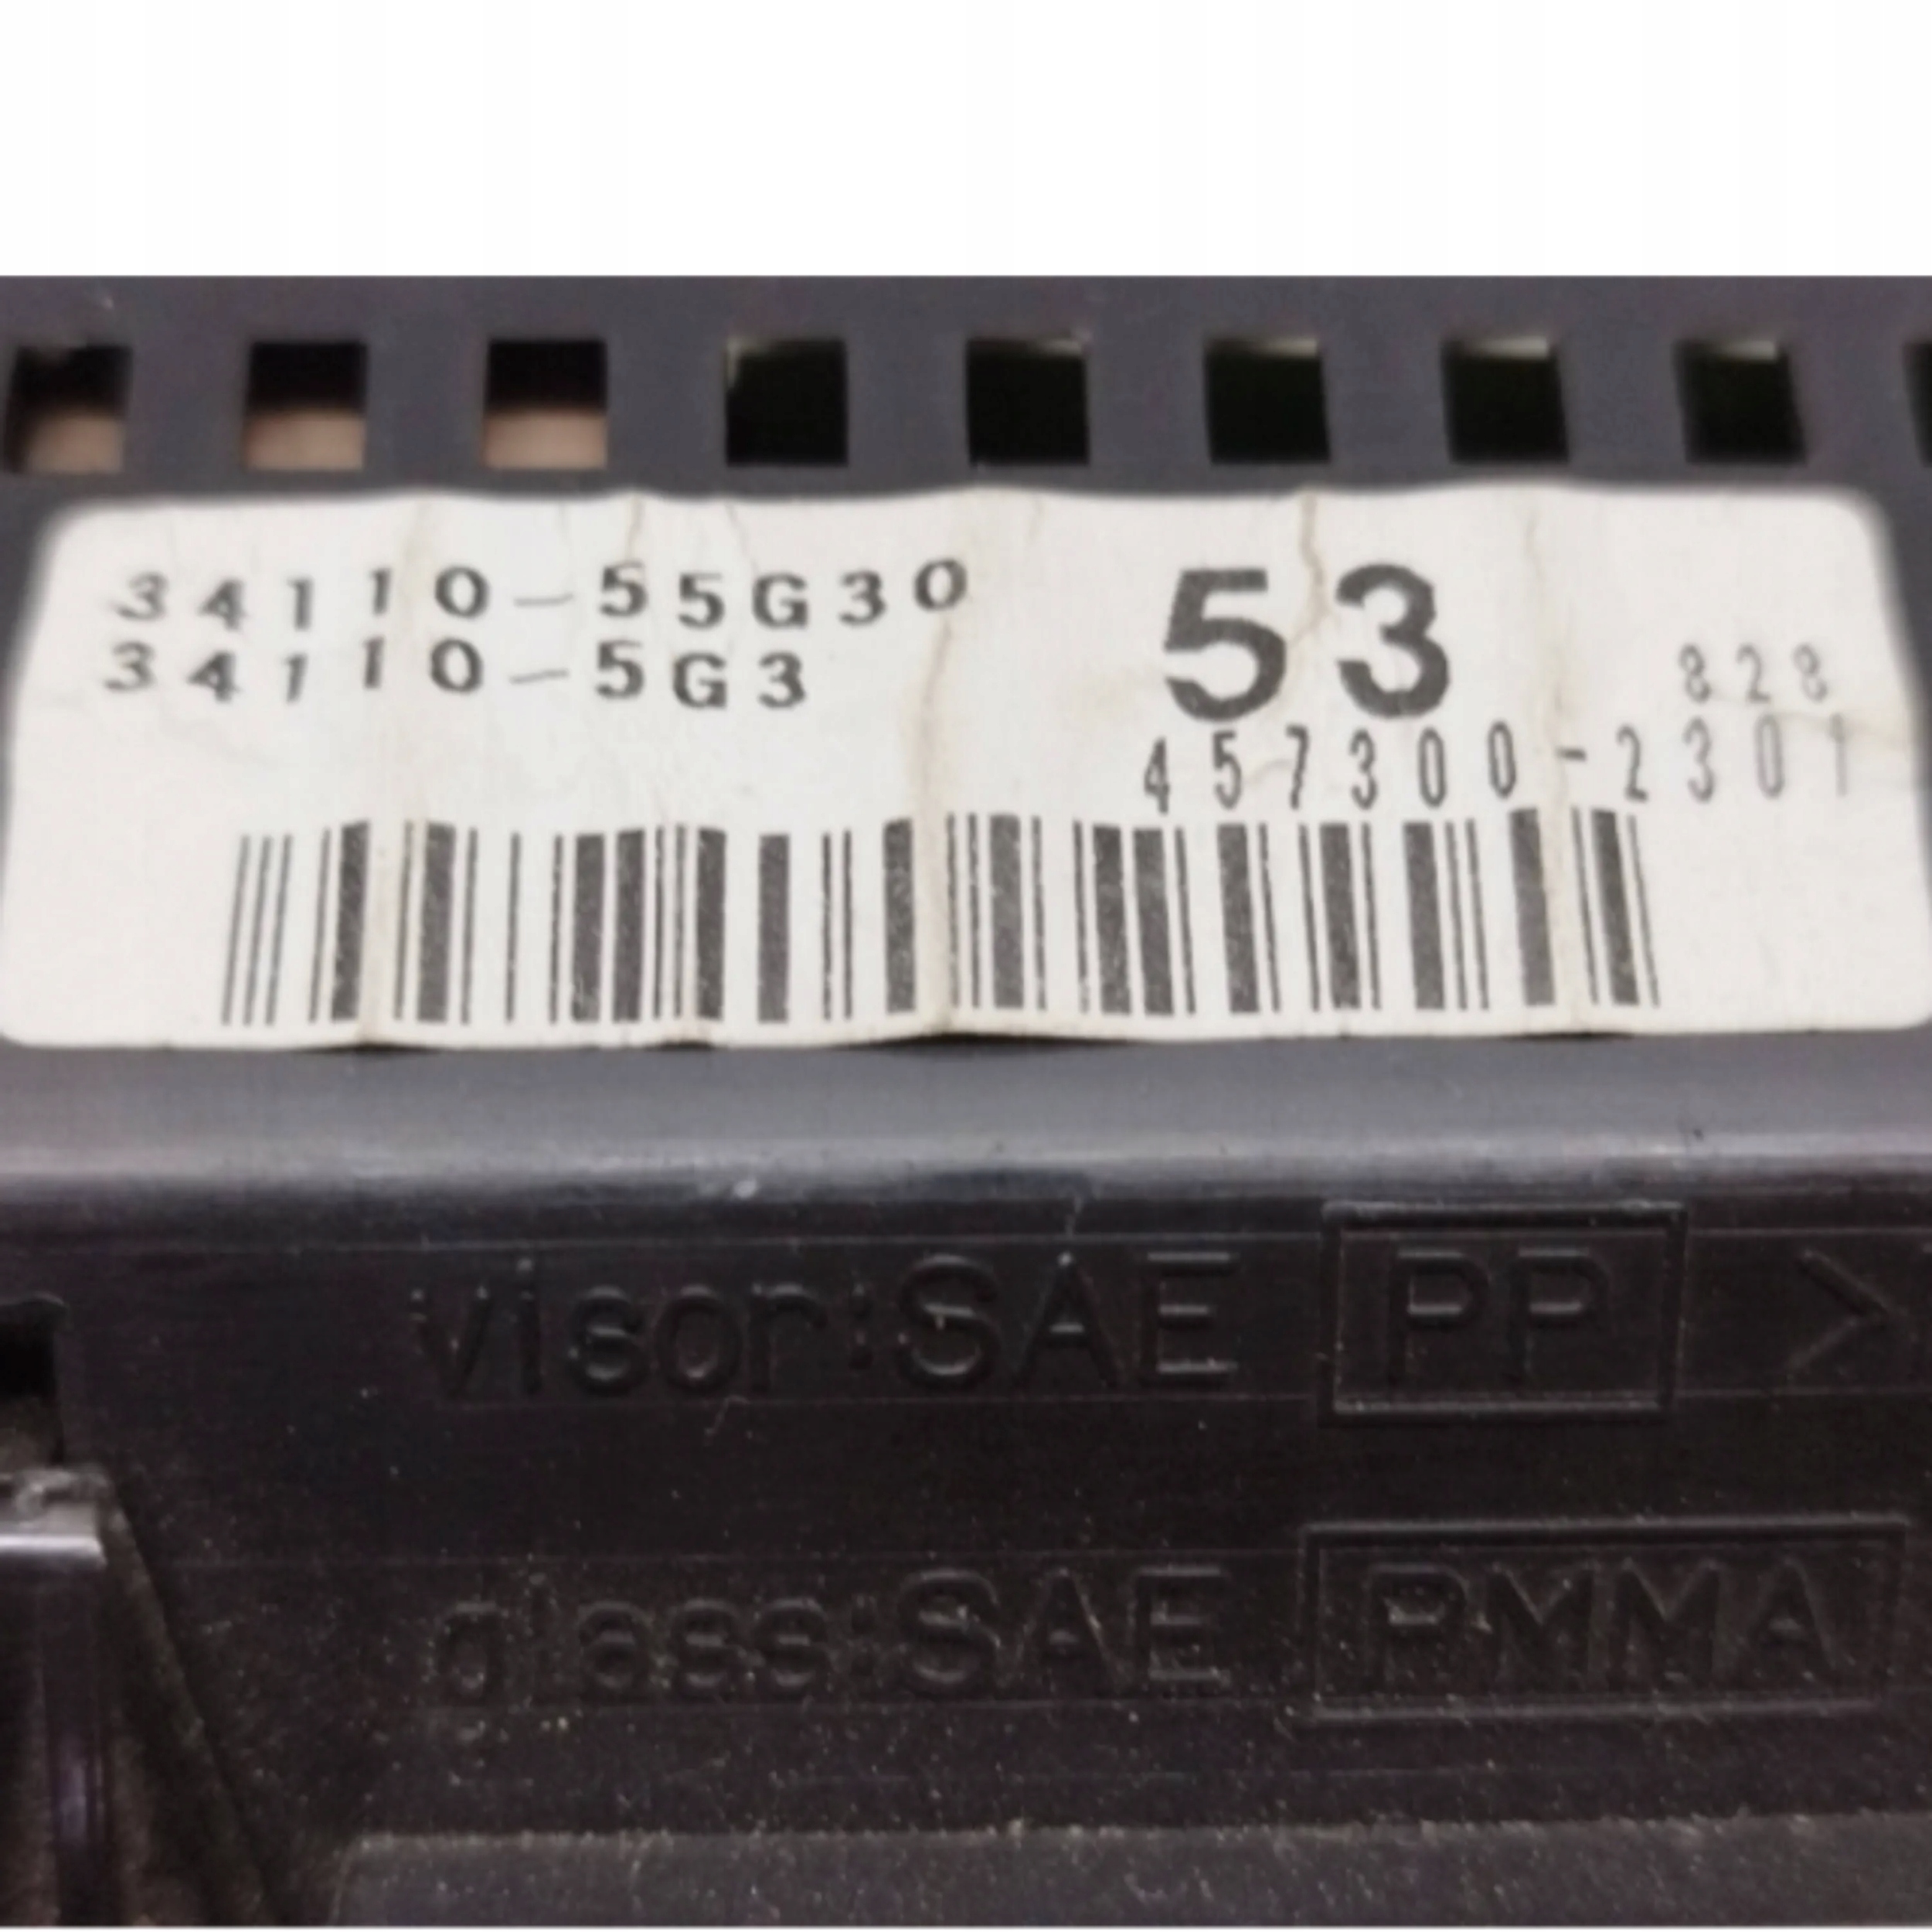 34110-55G30 53
34110-5G3 828
457300-2301
visor:SAE PP >
glass:SAE PMMA